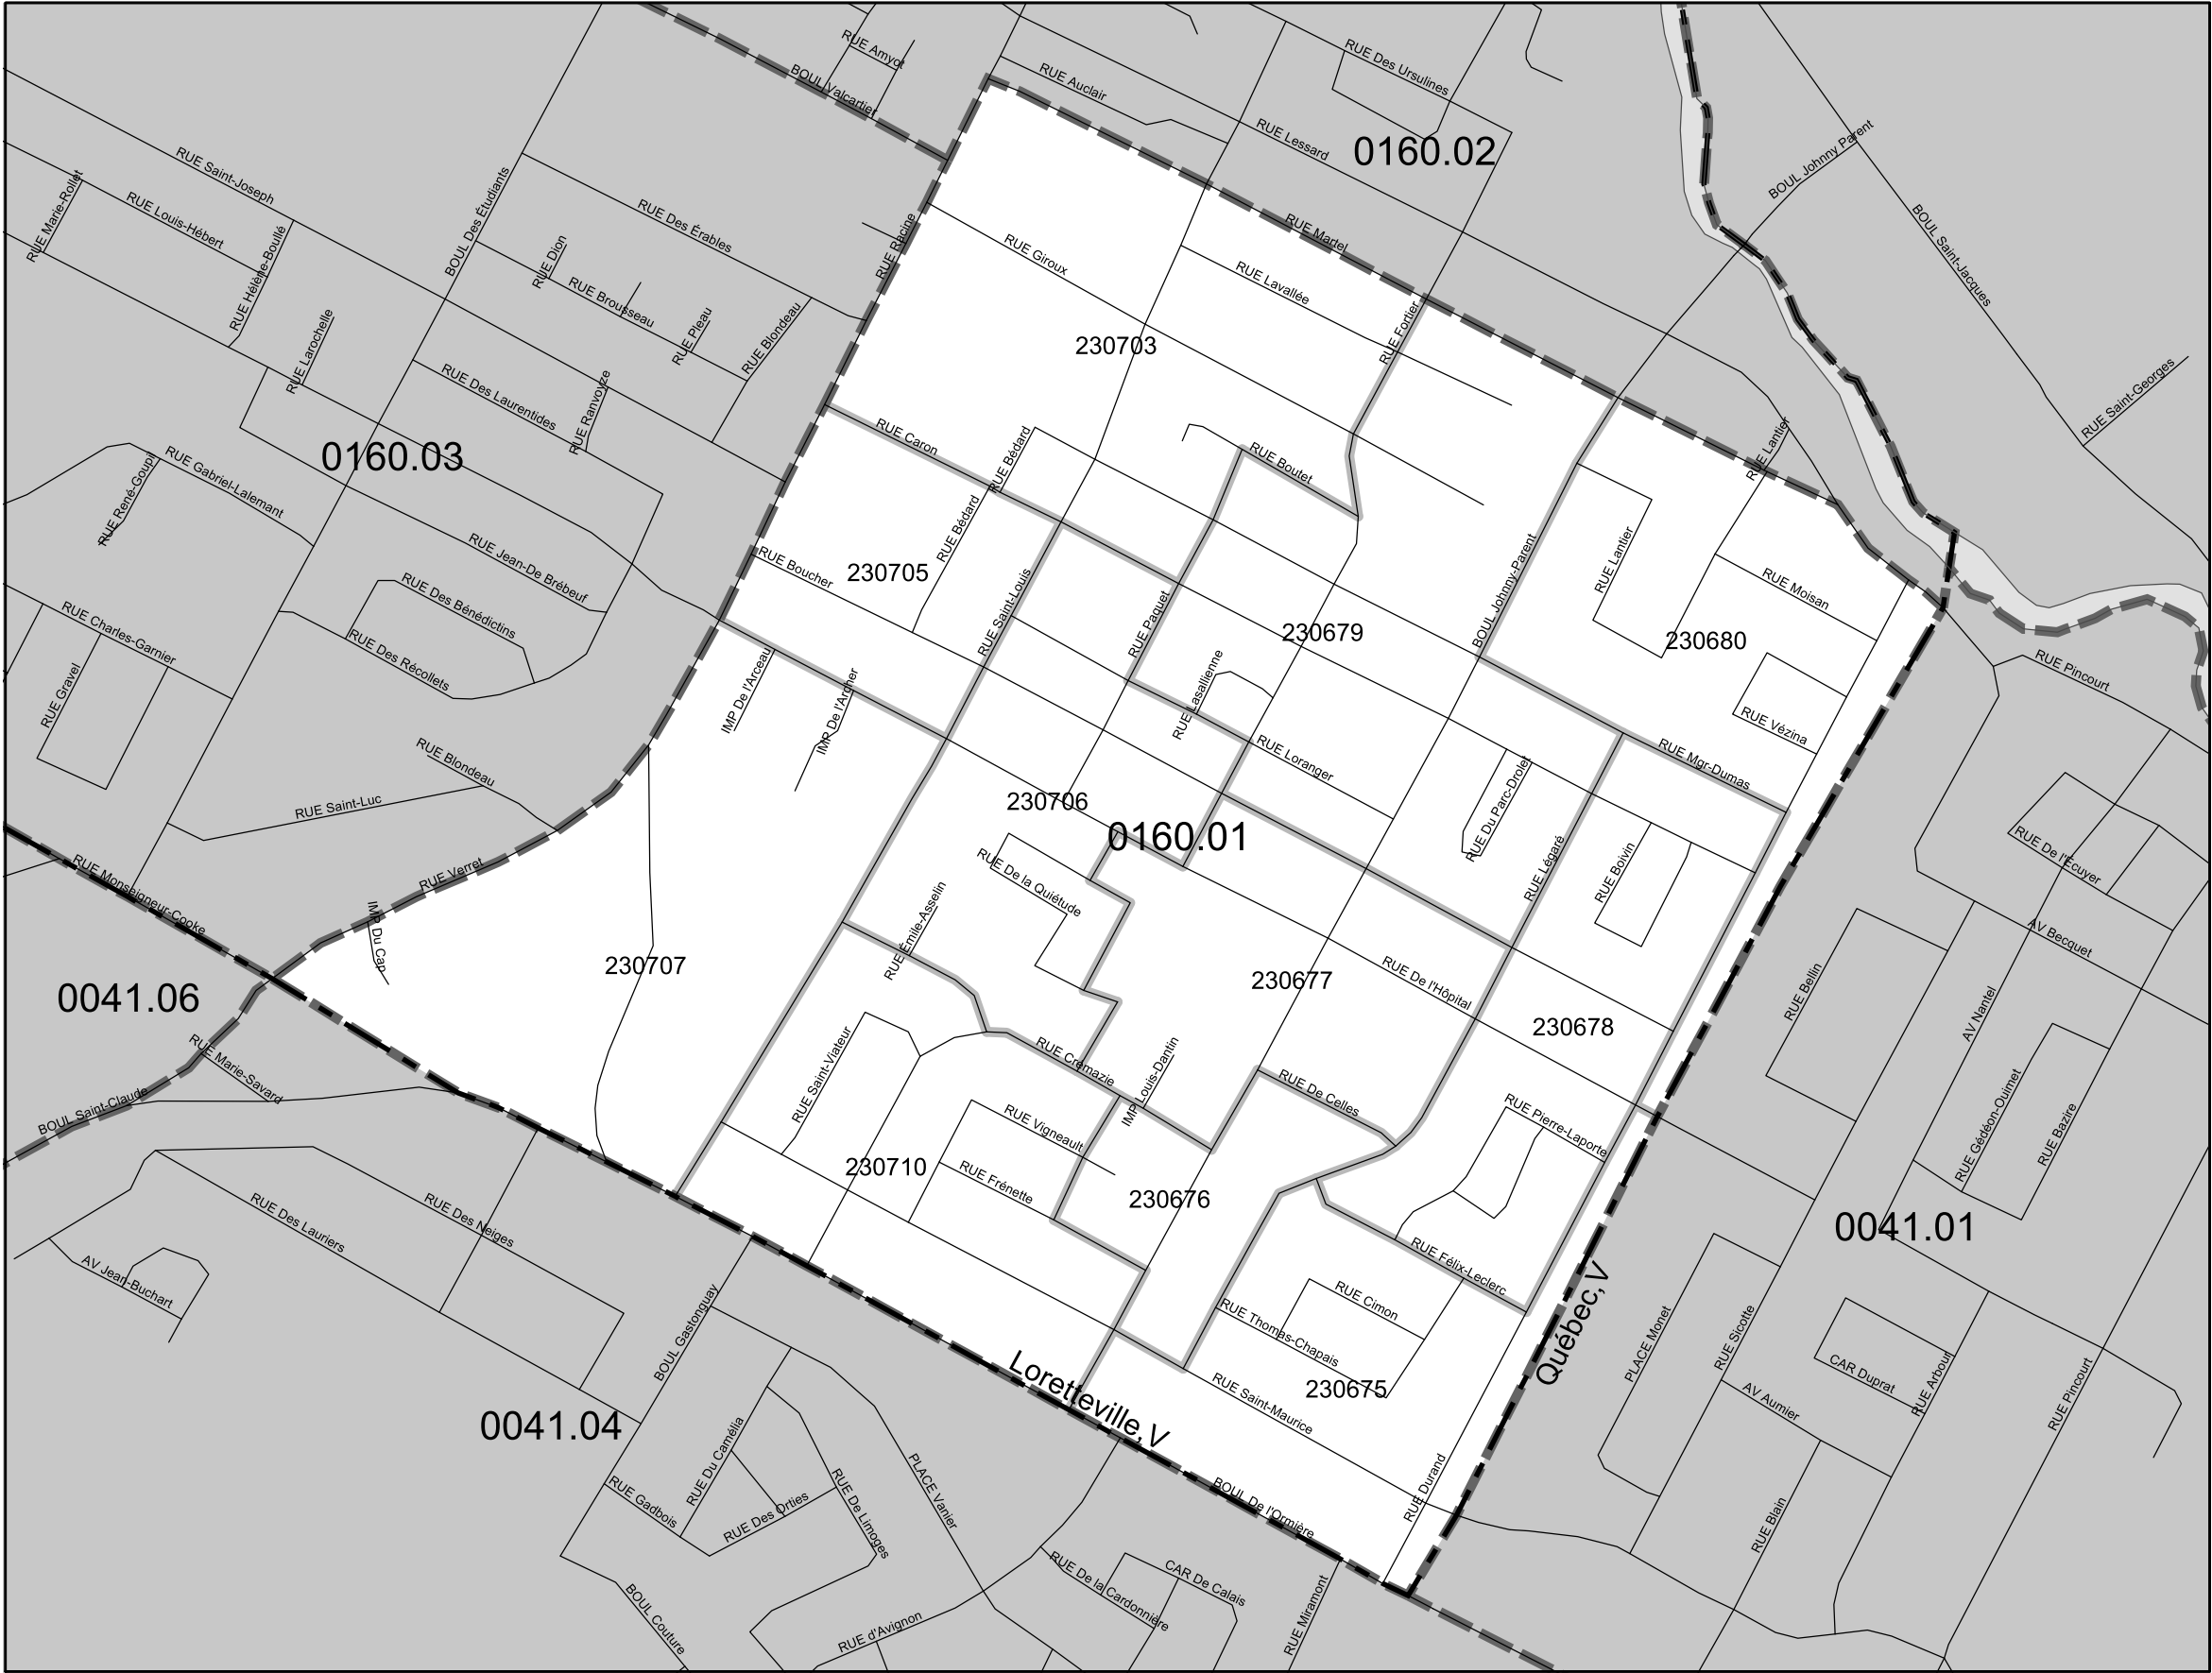 RUE Amyot
BOUL Valcartier
RUE Auclair
RUE Des Ursulines
RUE Lessard
0160.02
BOUL Johnny Parent
BOUL Saint-Jacques
RUE Saint-Georges
RUE Saint-Joseph
RUE Marie-Rollet
RUE Louis-Hébert
RUE Hélène-Boullé
BOUL Des Étudiants
RUE Des Érables
RUE Dion
RUE Brousseau
RUE Pleau
RUE Blondeau
RUE Racine
RUE Martel
RUE Giroux
RUE Lavallée
RUE Fortier
230703
RUE Larochelle
RUE Des Laurentides
RUE Ranvoyzé
0160.03
RUE Caron
RUE Bédard
RUE Boutet
RUE Lantier
RUE Gabriel-Lalemant
RUE René-Goupil
RUE Jean-De Brébeuf
RUE Des Bénédictins
RUE Des Récollets
RUE Charles-Garnier
RUE Gravel
RUE Boucher
230705
RUE Bédard
RUE Saint-Louis
RUE Paquet
230679
BOUL Johnny-Parent
RUE Lantier
230680
RUE Moisan
RUE Vézina
RUE Pincourt
IMP De l'Arceau
IMP De l'Archer
RUE Lasallienne
RUE Loranger
RUE Mgr-Dumas
RUE Blondeau
RUE Saint-Luc
230706
0160.01
RUE Du Parc-Drolet
RUE Légaré
RUE Boivin
RUE De l'Écuyer
RUE Monseigneur-Cooke
RUE Verret
IMP Du Cap
RUE De la Quiétude
RUE Émile-Asselin
230707
230677
RUE De l'Hôpital
230678
AV Becquet
RUE Bellin
AV Nantel
0041.06
RUE Marie-Savard
BOUL Saint-Claude
RUE Saint-Viateur
RUE Crémazie
IMP Louis-Dantin
RUE De Celles
RUE Pierre-Laporte
RUE Gédéon-Ouimet
RUE Bazire
RUE Vigneault
230710
RUE Frénette
230676
0041.01
RUE Des Lauriers
RUE Des Neiges
AV Jean-Buchart
RUE Félix-Leclerc
RUE Cimon
RUE Thomas-Chapais
230675
Québec,V
PLACE Monet
RUE Sicotte
CAR Duprat
RUE Arbour
AV Aumier
RUE Pincourt
BOUL Gastonguay
Loretteville,V
RUE Saint-Maurice
0041.04
RUE Du Camélia
RUE Gadbois
RUE Des Orties
RUE De Limoges
PLACE Vanier
BOUL De l'Ormière
RUE Durand
RUE Blain
BOUL Couture
RUE d'Avignon
RUE De la Cardonnière
CAR De Calais
RUE Miramont